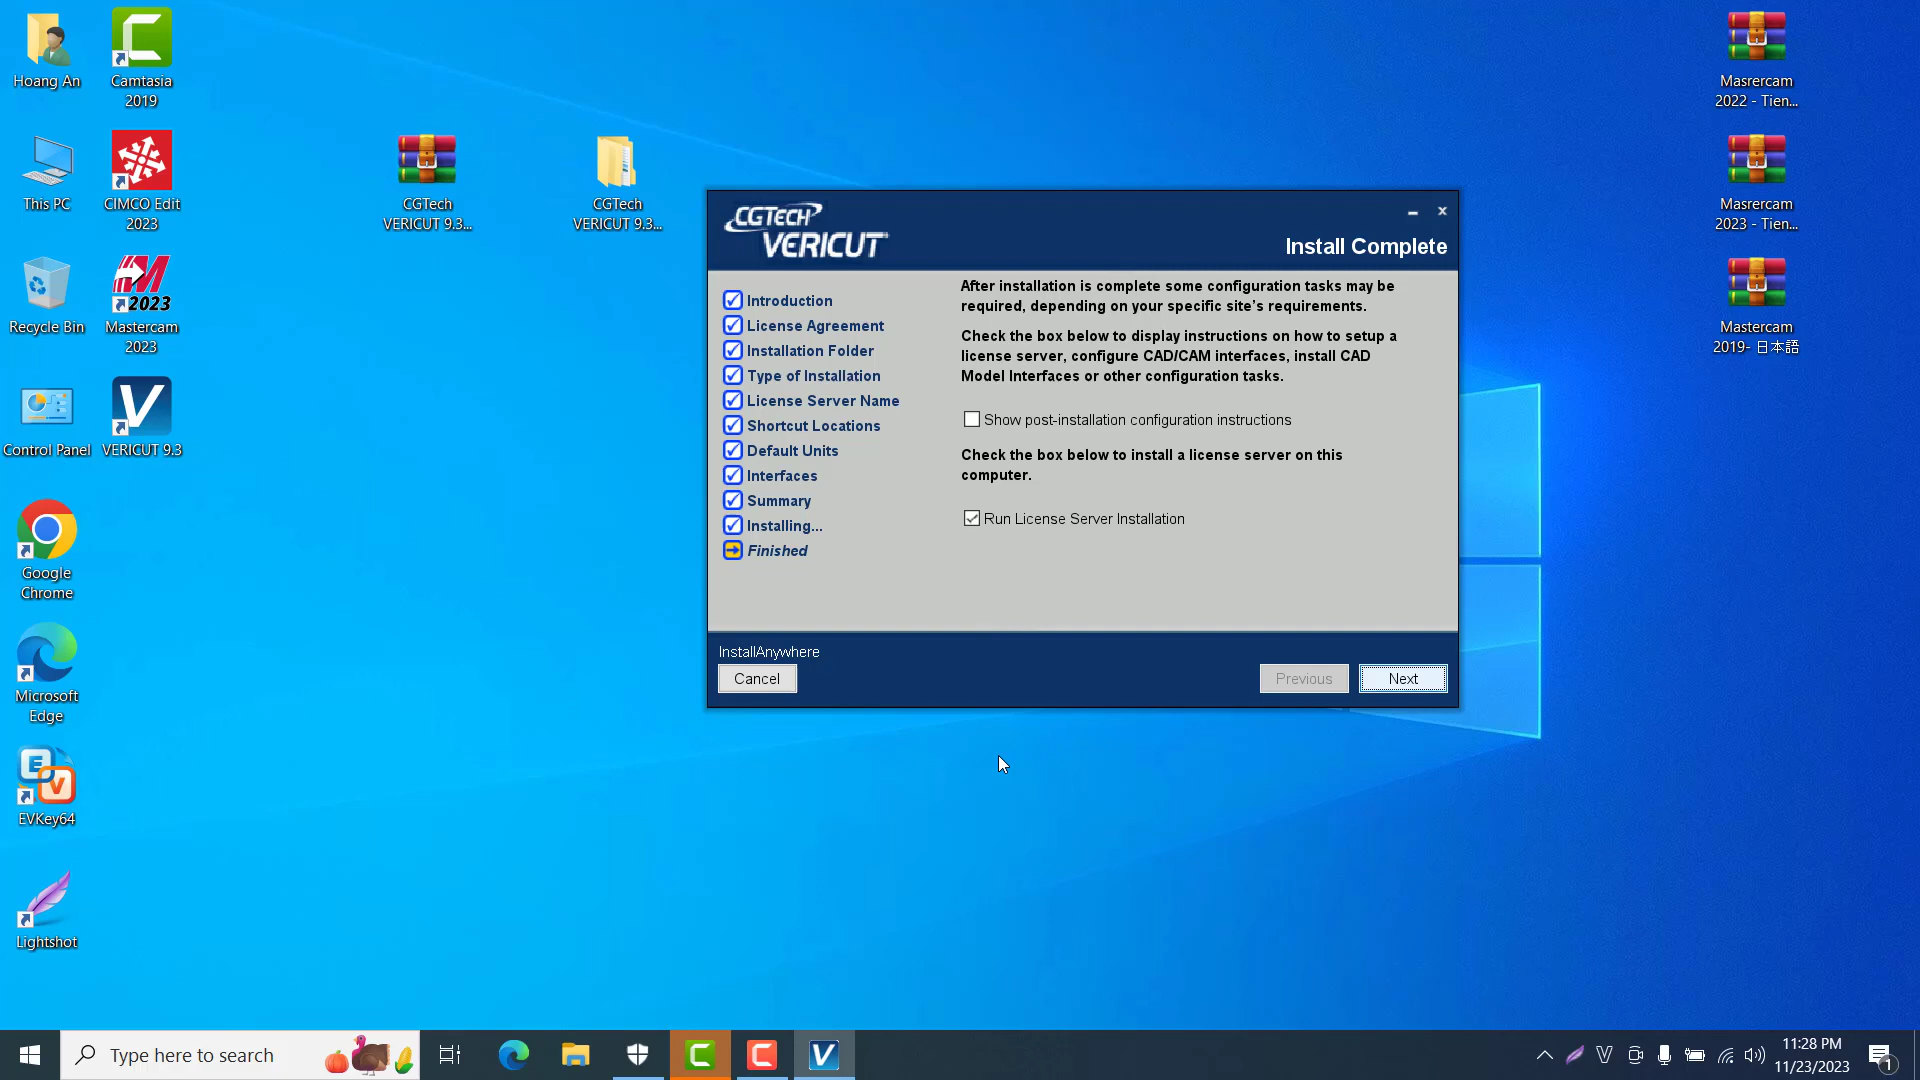 Hoang An
Camtasia
2019
This PC
CIMCO Edit
2023
Recycle Bin
2023
Mastercam
2023
Control Panel
VERICUT 9.3
Google
Chrome
Microsoft
Edge
EVKey64
Lightshot
CGTech
VERICUT 9.3...
CGTech
VERICUT 9.3...
Masrercam
2022 - Tien...
Masrercam
2023 - Tien...
Mastercam
2019- 日本語
CGTECH
VERICUT
Install Complete
Introduction
License Agreement
Installation Folder
Type of Installation
License Server Name
Shortcut Locations
Default Units
Interfaces
Summary
Installing...
Finished
After installation is complete some configuration tasks may be
required, depending on your specific site's requirements.
Check the box below to display instructions on how to setup a
license server, configure CAD/CAM interfaces, install CAD
Model Interfaces or other configuration tasks.
Show post-installation configuration instructions
Check the box below to install a license server on this
computer.
Run License Server Installation
InstallAnywhere
Cancel
Previous
Next
Type here to search
11:28 PM
11/23/2023
1